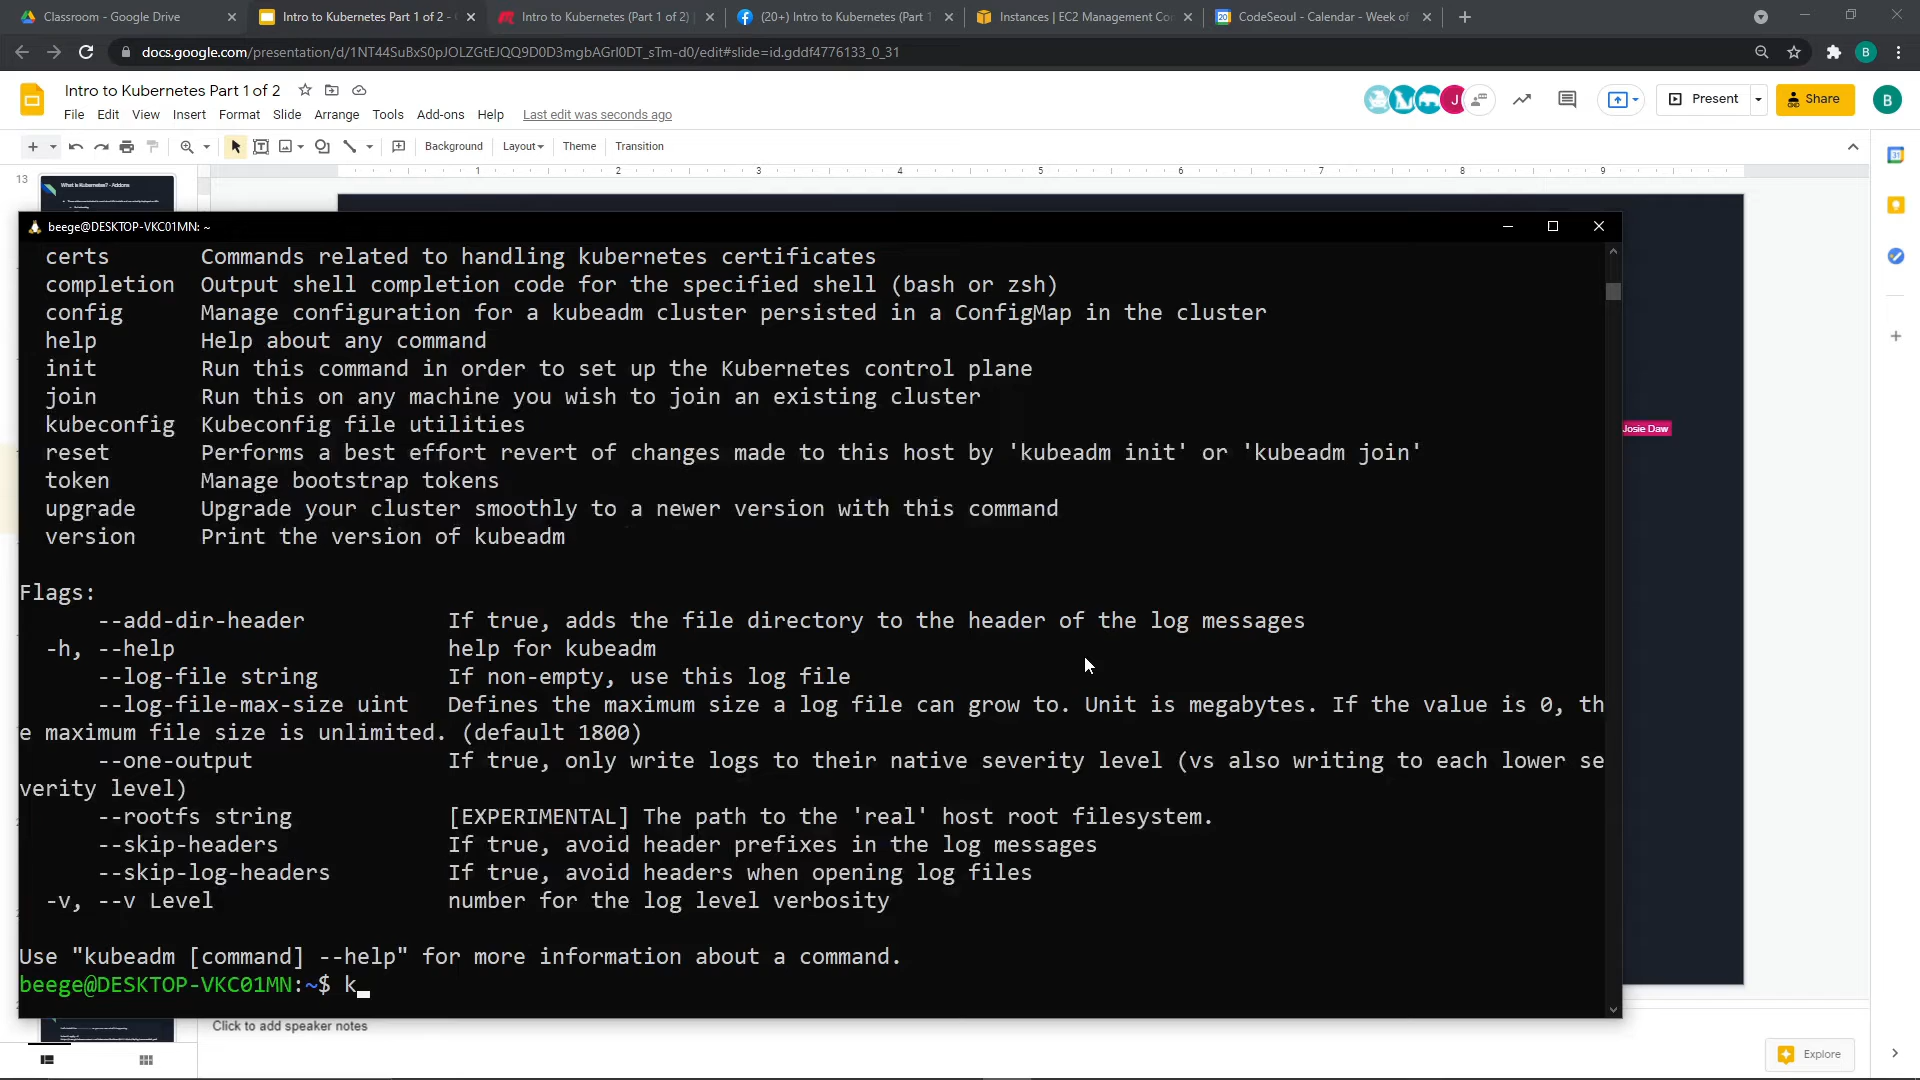 Classroom - Google Drive
Intro to Kubernetes Part 1 of 2 -
Intro to Kubernetes (Part 1 of 2)
(20+) Intro to Kubernetes (Part 1
Instances | EC2 Management Co
CodeSeoul - Calendar - Week of
docs.google.com/presentation/d/1NT44SuBxS0pJOLZGtEJQQ9D0D3mgbAGrI0DT_sTm-d0/edit#slide=id.gddf4776133_0_31
B
Intro to Kubernetes Part 1 of 2
J
Present
Share
B
File Edit View Insert Format Slide Arrange Tools Add-ons Help Last edit was seconds ago
Background Layout Theme Transition
1 2 3 4 5 6 7 8 9
13
What is Kubernetes? - Addons
beege@DESKTOP-VKC01MN: ~
certs Commands related to handling kubernetes certificates
completion Output shell completion code for the specified shell (bash or zsh)
config Manage configuration for a kubeadm cluster persisted in a ConfigMap in the cluster
help Help about any command
init Run this command in order to set up the Kubernetes control plane
join Run this on any machine you wish to join an existing cluster
kubeconfig Kubeconfig file utilities
reset Performs a best effort revert of changes made to this host by 'kubeadm init' or 'kubeadm join'
token Manage bootstrap tokens
upgrade Upgrade your cluster smoothly to a newer version with this command
version Print the version of kubeadm
Josie Daw
Flags:
--add-dir-header If true, adds the file directory to the header of the log messages
-h, --help help for kubeadm
--log-file string If non-empty, use this log file
--log-file-max-size uint Defines the maximum size a log file can grow to. Unit is megabytes. If the value is 0, th
e maximum file size is unlimited. (default 1800)
--one-output If true, only write logs to their native severity level (vs also writing to each lower se
verity level)
--rootfs string [EXPERIMENTAL] The path to the 'real' host root filesystem.
--skip-headers If true, avoid header prefixes in the log messages
--skip-log-headers If true, avoid headers when opening log files
-v, --v Level number for the log level verbosity
Use "kubeadm [command] --help" for more information about a command.
beege@DESKTOP-VKC01MN:~$ k
Click to add speaker notes
Explore